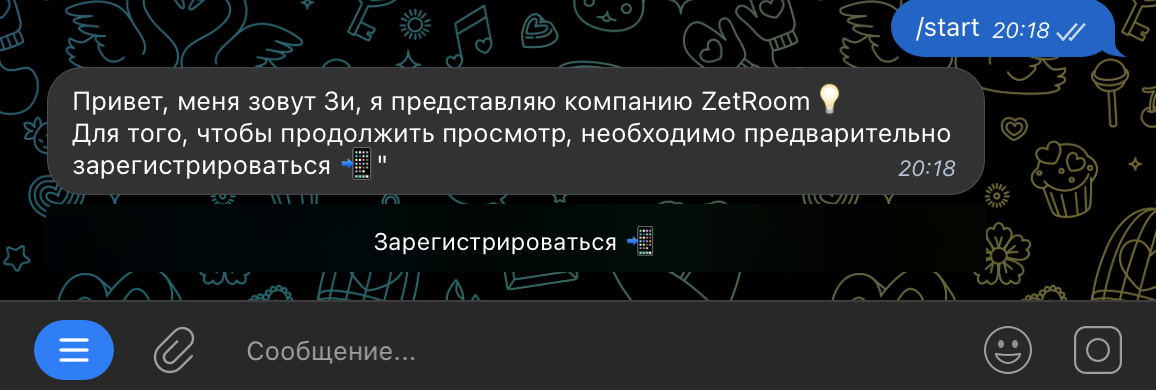 /start 20:18
Привет, меня зовут Зи, я представляю компанию ZetRoom 💡
Для того, чтобы продолжить просмотр, необходимо предварительно
зарегистрироваться 📲"
20:18
Зарегистрироваться 📲
Сообщение...